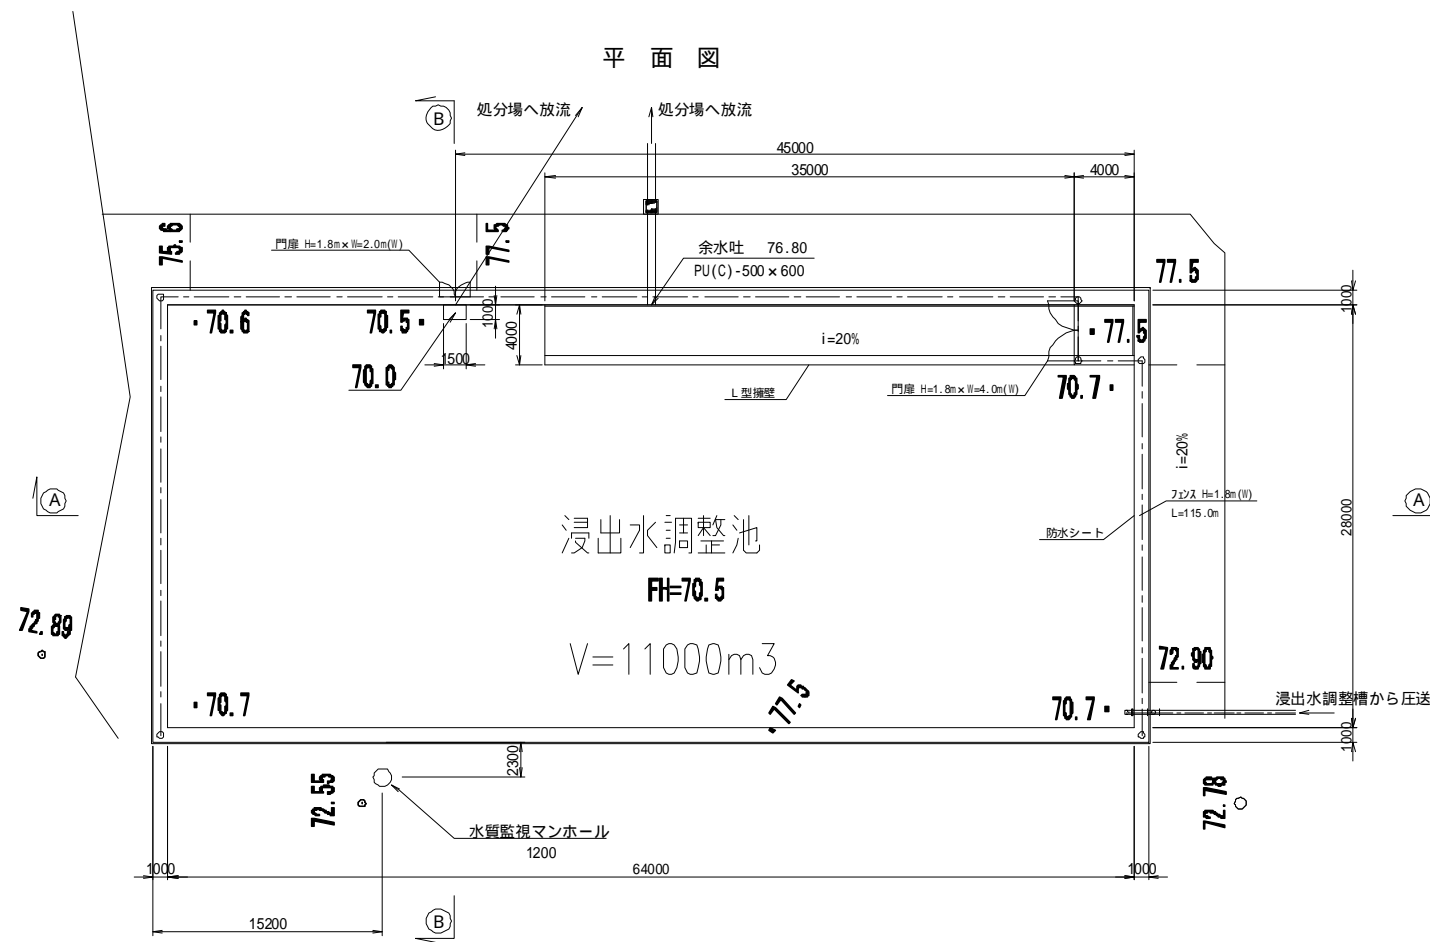 平 面 図
B
処分場へ放流
処分場へ放流
45000
35000
4000
75.6
門扉 H=1.8m×W=2.0m(W)
77.5
余水吐 76.80
PU(C)-500×600
77.5
1000
70.6
70.5
1000
4000
i=20%
77.5
1500
70.0
L型擁壁
門扉 H=1.8m×W=4.0m(W)
70.7
i=20%
A
フェンス H=1.8m(W)
L=115.0m
A
防水シート
28000
浸出水調整池
FH=70.5
72.89
V=11000m3
72.90
70.7
77.5
70.7
浸出水調整槽から圧送
1000
2300
72.55
72.78
水質監視マンホール
1200
1000
64000
1000
15200
B